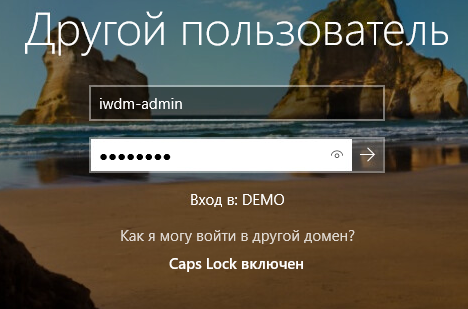 Другой пользователь
iwdm-admin
••••••••
Вход в: DEMO
Как я могу войти в другой домен?
Caps Lock включен